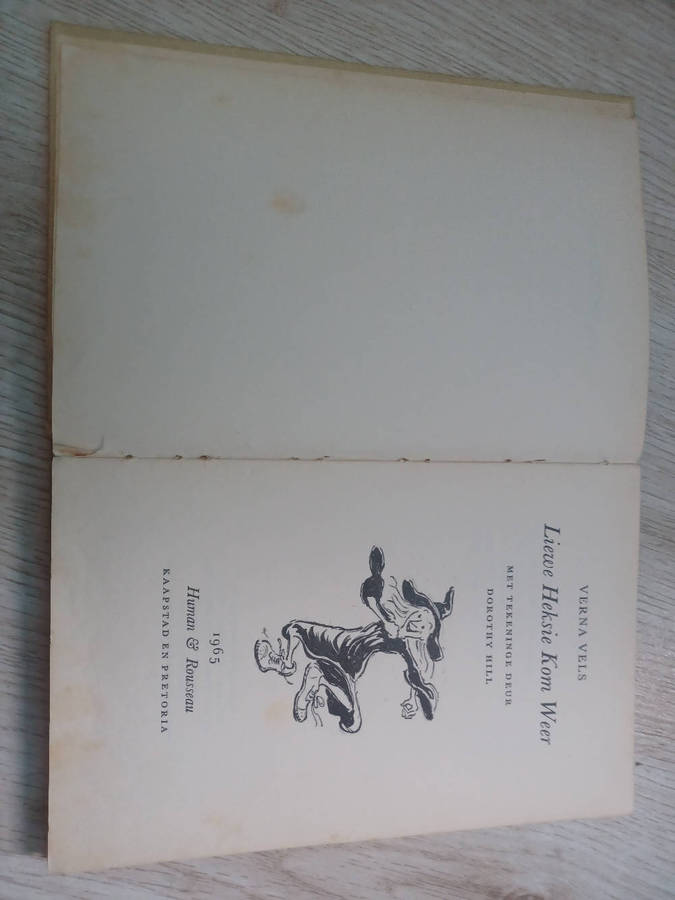 VERNA VELS
Liewe Heksie Kom Weer
MET TEKENINGE DEUR
DOROTHY HILL
1965
Human & Rousseau
KAAPSTAD EN PRETORIA